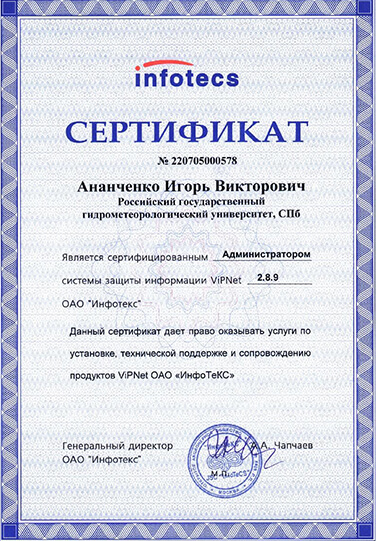 infotecs
СЕРТИФИКАТ
№ 220705000578
Ананченко Игорь Викторович
Российский государственный
гидрометеорологический университет, СПб
Является сертифицированным Администратором
системы защиты информации ViPNet 2.8.9
ОАО "Инфотекс"
Данный сертификат дает право оказывать услуги по
установке, технической поддержке и сопровождению
продуктов ViPNet ОАО «ИнфоТеКС»
Генеральный директор А.А. Чапчаев
ОАО "Инфотекс" М.П.